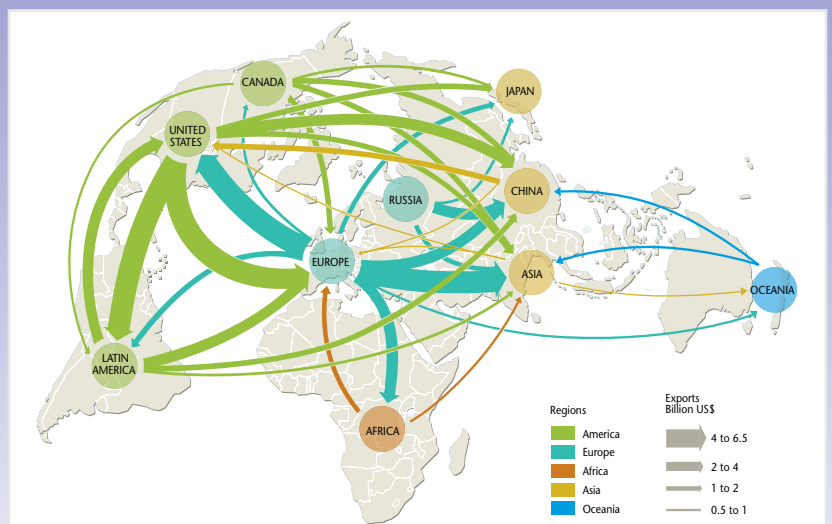 CANADA
JAPAN
UNITED
STATES
CHINA
RUSSIA
EUROPE
ASIA
OCEANIA
LATIN
AMERICA
AFRICA
Regions
America
Europe
Africa
Asia
Oceania
Exports
Billion US$
4 to 6.5
2 to 4
1 to 2
0.5 to 1